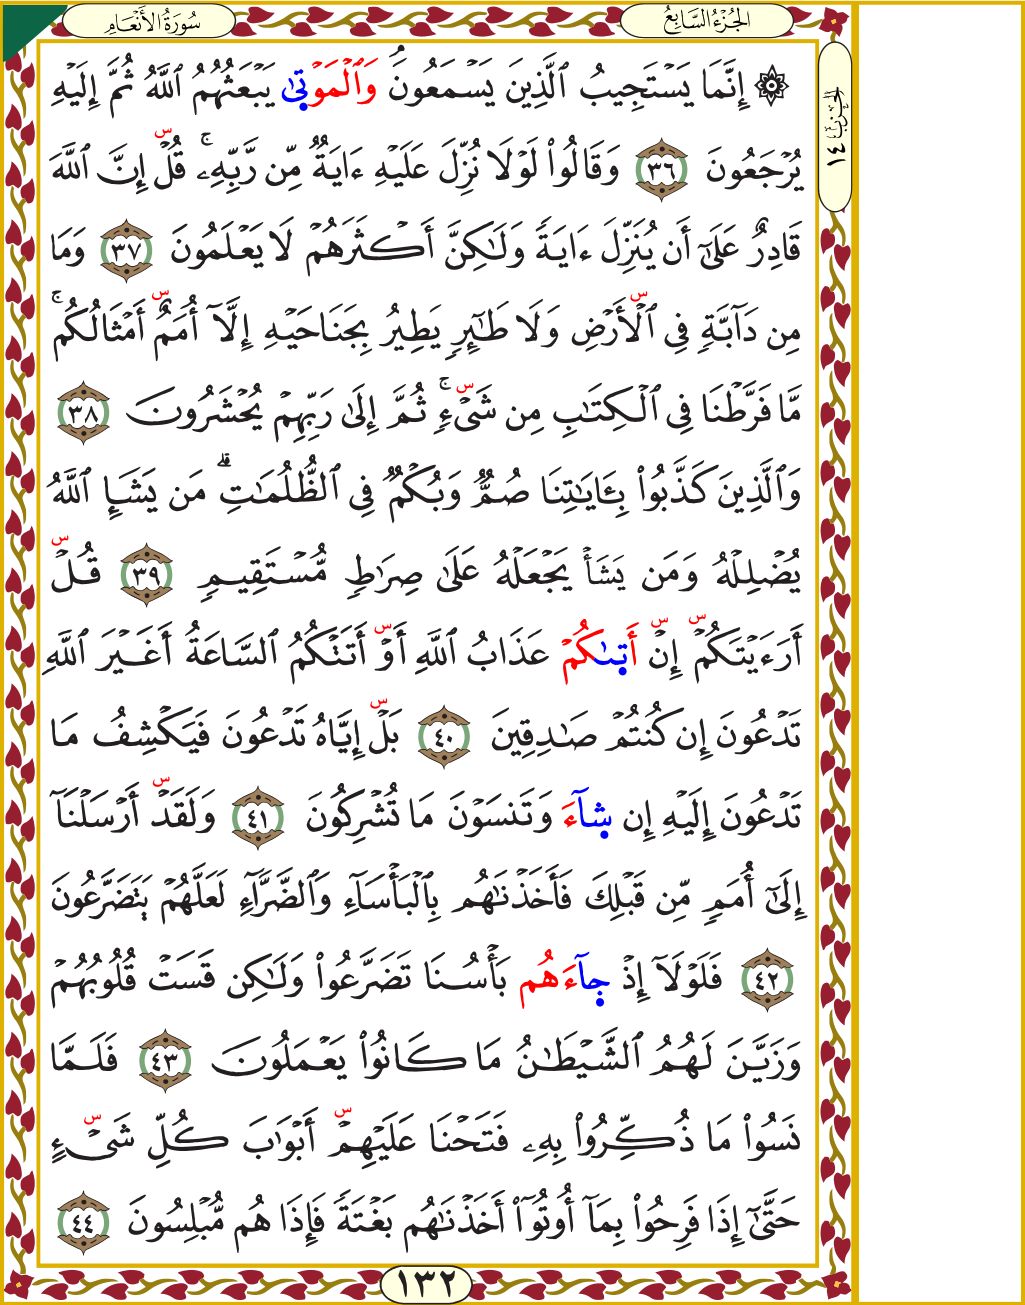 الجُزْءُ السَّابِعُ
سُورَةُ الأَنْعَامِ
الحِزْبُ ١٤
۞ إِنَّمَا يَسْتَجِيبُ ٱلَّذِينَ يَسْمَعُونَۘ وَٱلْمَوْتٜىٰ يَبْعَثُهُمُ ٱللَّهُ ثُمَّ إِلَيْهِ
يُرْجَعُونَ ٣٦ وَقَالُوا۟ لَوْلَا نُزِّلَ عَلَيْهِ ءَايَةٌ مِّن رَّبِّهِۦۚ قُلْۜ إِنَّ ٱللَّهَ
قَادِرٌ عَلَىٰٓ أَن يُنَزِّلَ ءَايَةً وَلَٰكِنَّ أَكْثَرَهُمْ لَا يَعْلَمُونَ ٣٧ وَمَا
مِن دَآبَّةٍ فِى ٱلْۜأَرْضِ وَلَا طَٰٓئِرٍ يَطِيرُ بِجَنَاحَيْهِ إِلَّآ أُمَمٌۜ أَمْثَالُكُمۚ
مَّا فَرَّطْنَا فِى ٱلْكِتَٰبِ مِن شَىْۜءٍۚ ثُمَّ إِلَىٰ رَبِّهِمْ يُحْشَرُونَ ٣٨
وَٱلَّذِينَ كَذَّبُوا۟ بِـَٔايَٰتِنَا صُمٌّ وَبُكْمٌ فِى ٱلظُّلُمَٰتِۗ مَن يَشَإِ ٱللَّهُ
يُضْلِلْهُ وَمَن يَشَأْ يَجْعَلْهُ عَلَىٰ صِرَٰطٍ مُّسْتَقِيمٍ ٣٩ قُلْۜ
أَرَءَيْتَكُمْۜ إِنْۜ أَتٜىٰكُمْ عَذَابُ ٱللَّهِ أَوْۜ أَتَتْكُمُ ٱلسَّاعَةُ أَغَيْرَ ٱللَّهِ
تَدْعُونَ إِن كُنتُمْ صَٰدِقِينَ ٤٠ بَلْۜ إِيَّاهُ تَدْعُونَ فَيَكْشِفُ مَا
تَدْعُونَ إِلَيْهِ إِن شٜآءَ وَتَنسَوْنَ مَا تُشْرِكُونَ ٤١ وَلَقَدْۜ أَرْسَلْنَآ
إِلَىٰٓ أُمَمٍ مِّن قَبْلِكَ فَأَخَذْنَٰهُم بِٱلْبَأْسَآءِ وَٱلضَّرَّآءِ لَعَلَّهُمْ يَتَضَرَّعُونَ
٤٢ فَلَوْلَآ إِذْ جٜآءَهُم بَأْسُنَا تَضَرَّعُوا۟ وَلَٰكِن قَسَتْ قُلُوبُهُمْ
وَزَيَّنَ لَهُمُ ٱلشَّيْطَٰنُ مَا كَانُوا۟ يَعْمَلُونَ ٤٣ فَلَمَّا
نَسُوا۟ مَا ذُكِّرُوا۟ بِهِۦ فَتَحْنَا عَلَيْهِمْۜ أَبْوَٰبَ كُلِّ شَىْۜءٍ
حَتَّىٰٓ إِذَا فَرِحُوا۟ بِمَآ أُوتُوٓا۟ أَخَذْنَٰهُم بَغْتَةً فَإِذَا هُم مُّبْلِسُونَ ٤٤
١٣٢